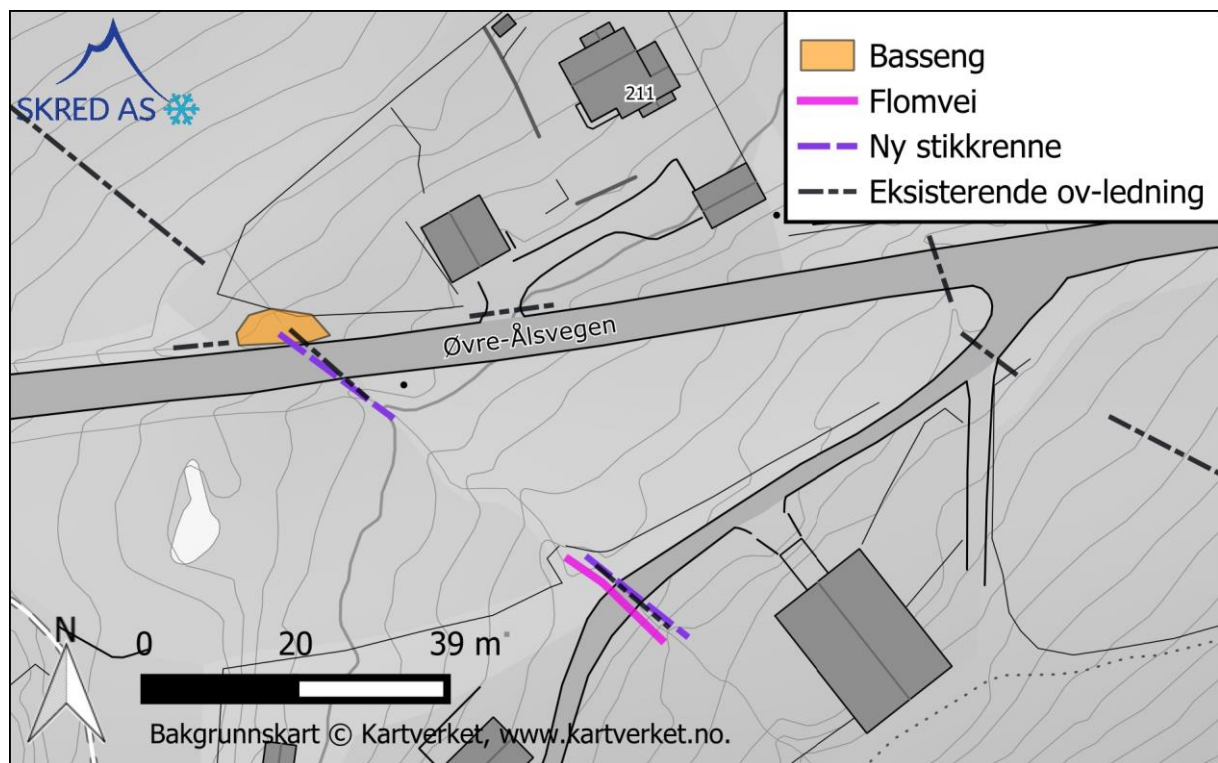 SKRED AS
Basseng
Flomvei
Ny stikkrenne
Eksisterende ov-ledning
211
Øvre-Ålsvegen
N
0 20 39 m
Bakgrunnskart © Kartverket, www.kartverket.no.